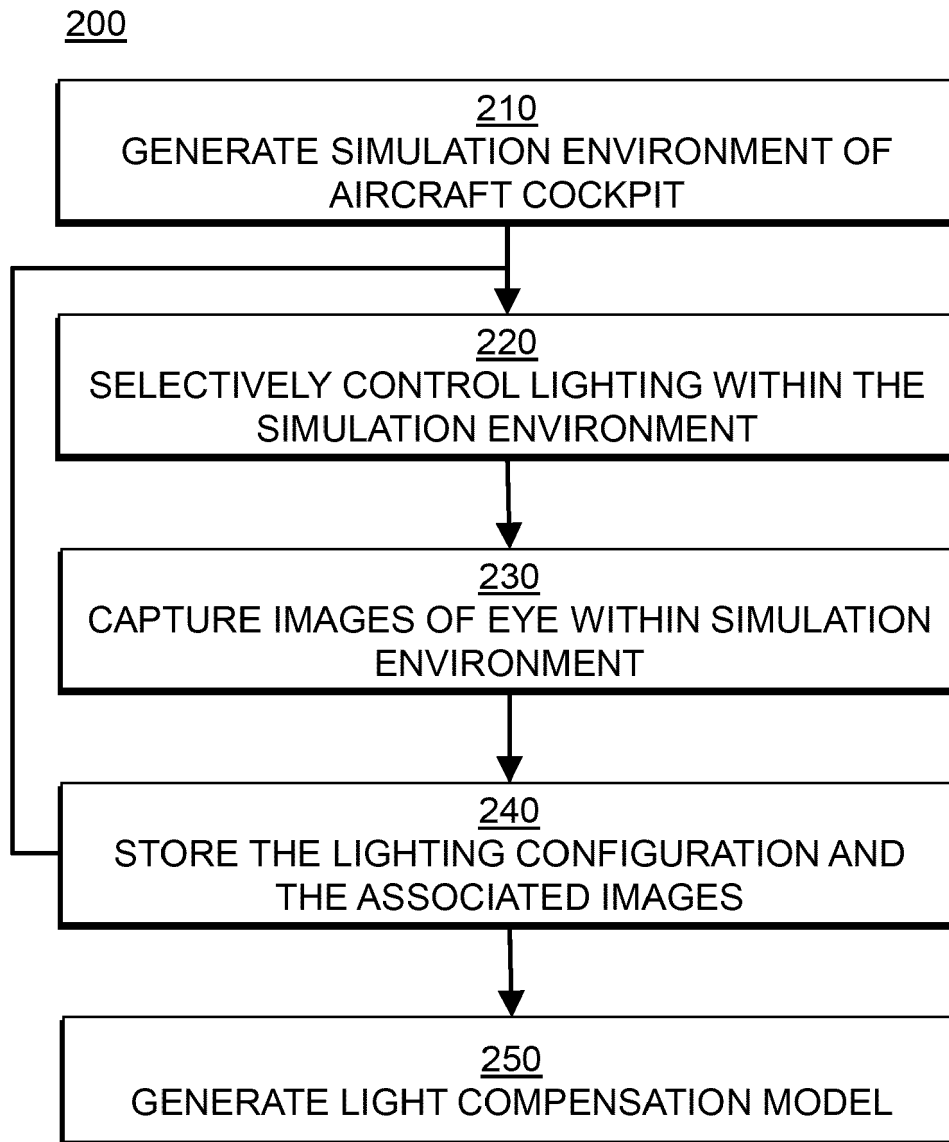 200
210
GENERATE SIMULATION ENVIRONMENT OF
AIRCRAFT COCKPIT
220
SELECTIVELY CONTROL LIGHTING WITHIN THE
SIMULATION ENVIRONMENT
230
CAPTURE IMAGES OF EYE WITHIN SIMULATION
ENVIRONMENT
240
STORE THE LIGHTING CONFIGURATION AND
THE ASSOCIATED IMAGES
250
GENERATE LIGHT COMPENSATION MODEL